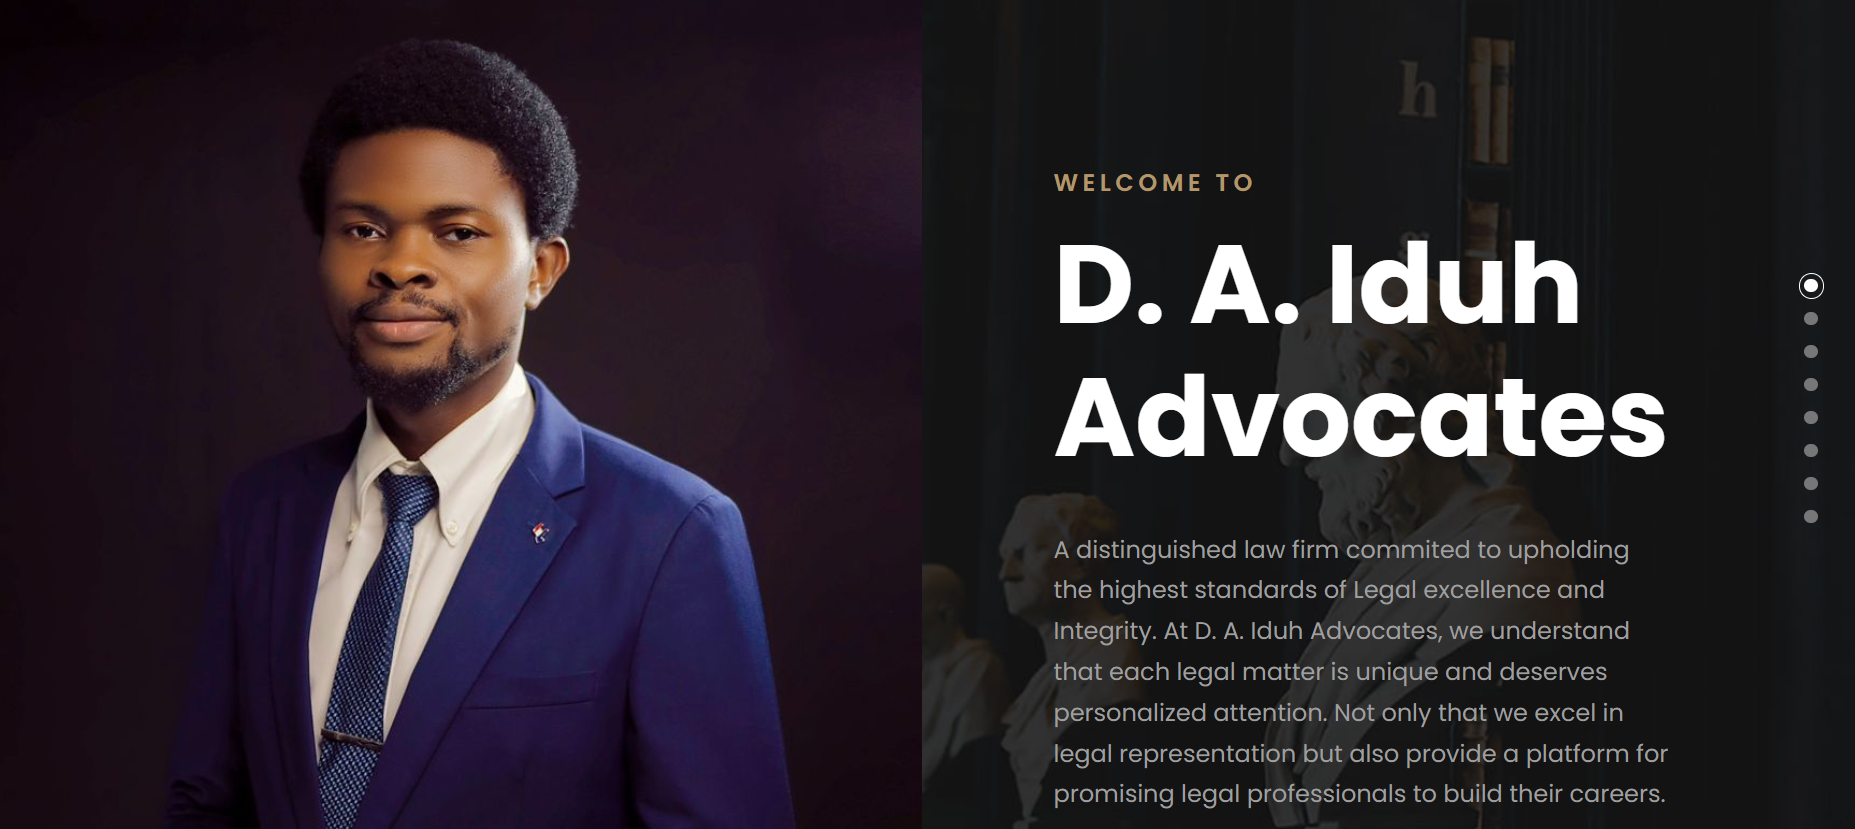 h
WELCOME TO
D. A. Iduh
Advocates
A distinguished law firm commited to upholding
the highest standards of Legal excellence and
Integrity. At D. A. Iduh Advocates, we understand
that each legal matter is unique and deserves
personalized attention. Not only that we excel in
legal representation but also provide a platform for
promising legal professionals to build their careers.